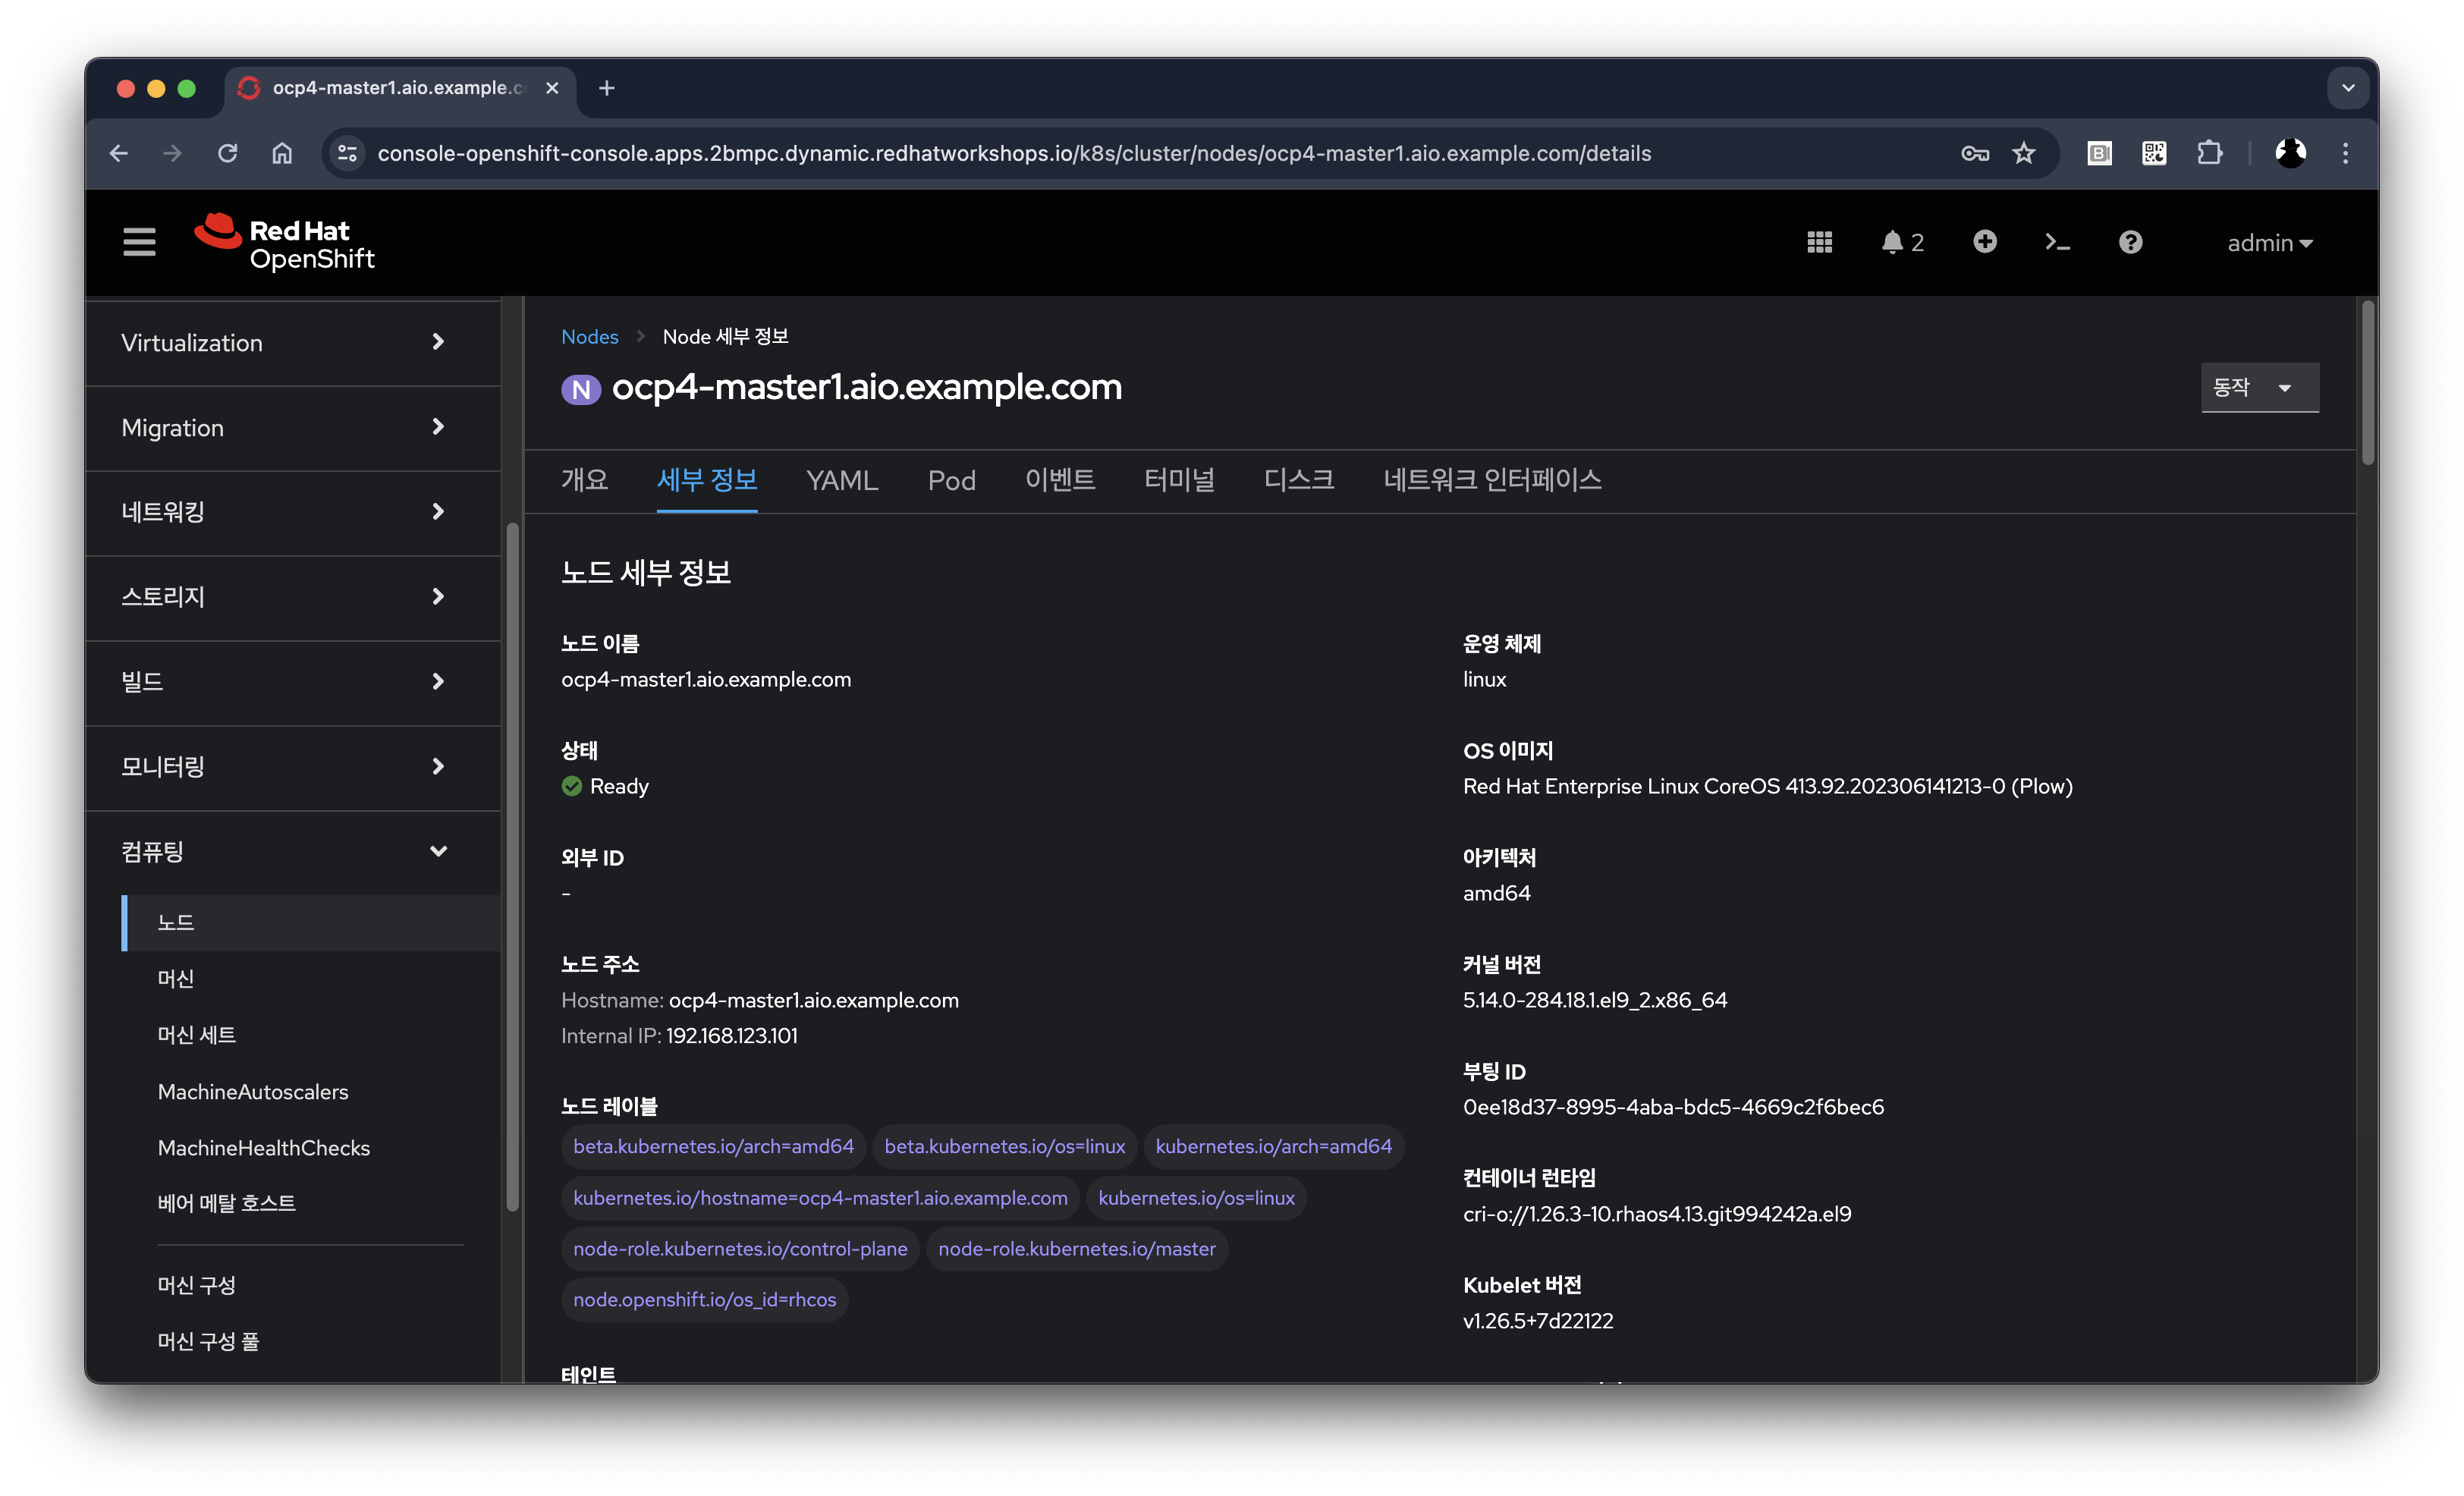 ocp4-master1.aio.example.c
console-openshift-console.apps.2bmpc.dynamic.redhatworkshops.io/k8s/cluster/nodes/ocp4-master1.aio.example.com/details
Red Hat
OpenShift
2
admin
Virtualization
Migration
네트워킹
스토리지
빌드
모니터링
컴퓨팅
노드
머신
머신 세트
MachineAutoscalers
MachineHealthChecks
베어 메탈 호스트
머신 구성
머신 구성 풀
Nodes
Node 세부 정보
N ocp4-master1.aio.example.com
동작
개요 세부 정보 YAML Pod 이벤트 터미널 디스크 네트워크 인터페이스
노드 세부 정보
노드 이름
ocp4-master1.aio.example.com
상태
Ready
외부 ID
-
노드 주소
Hostname: ocp4-master1.aio.example.com
Internal IP: 192.168.123.101
노드 레이블
beta.kubernetes.io/arch=amd64 beta.kubernetes.io/os=linux kubernetes.io/arch=amd64
kubernetes.io/hostname=ocp4-master1.aio.example.com kubernetes.io/os=linux
node-role.kubernetes.io/control-plane node-role.kubernetes.io/master
node.openshift.io/os_id=rhcos
테인트
운영 체제
linux
OS 이미지
Red Hat Enterprise Linux CoreOS 413.92.202306141213-0 (Plow)
아키텍처
amd64
커널 버전
5.14.0-284.18.1.el9_2.x86_64
부팅 ID
0ee18d37-8995-4aba-bdc5-4669c2f6bec6
컨테이너 런타임
cri-o://1.26.3-10.rhaos4.13.git994242a.el9
Kubelet 버전
v1.26.5+7d22122